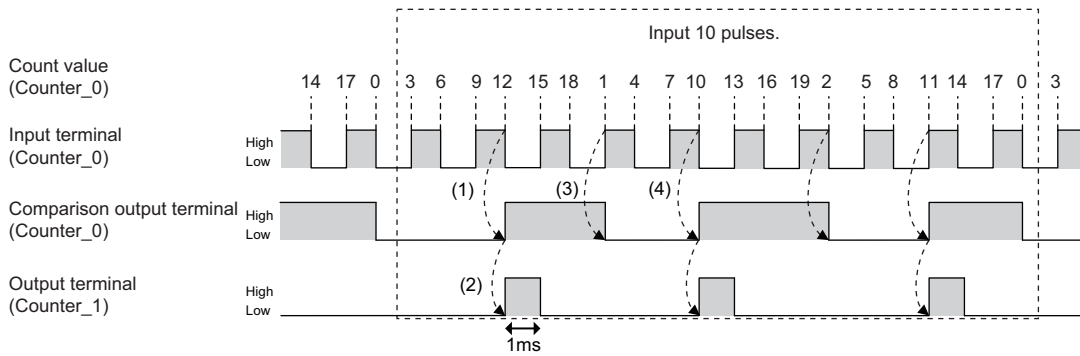 Input 10 pulses.
Count value
(Counter_0)
14 17 0 3 6 9 12 15 18 1 4 7 10 13 16 19 2 5 8 11 14 17 0 3
Input terminal
(Counter_0)
High
Low
(1) (3) (4)
Comparison output terminal
(Counter_0)
High
Low
(2)
Output terminal
(Counter_1)
High
Low
1ms